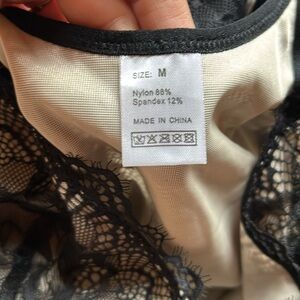 SIZE: M
Nylon 88%
Spandex 12%
MADE IN CHINA